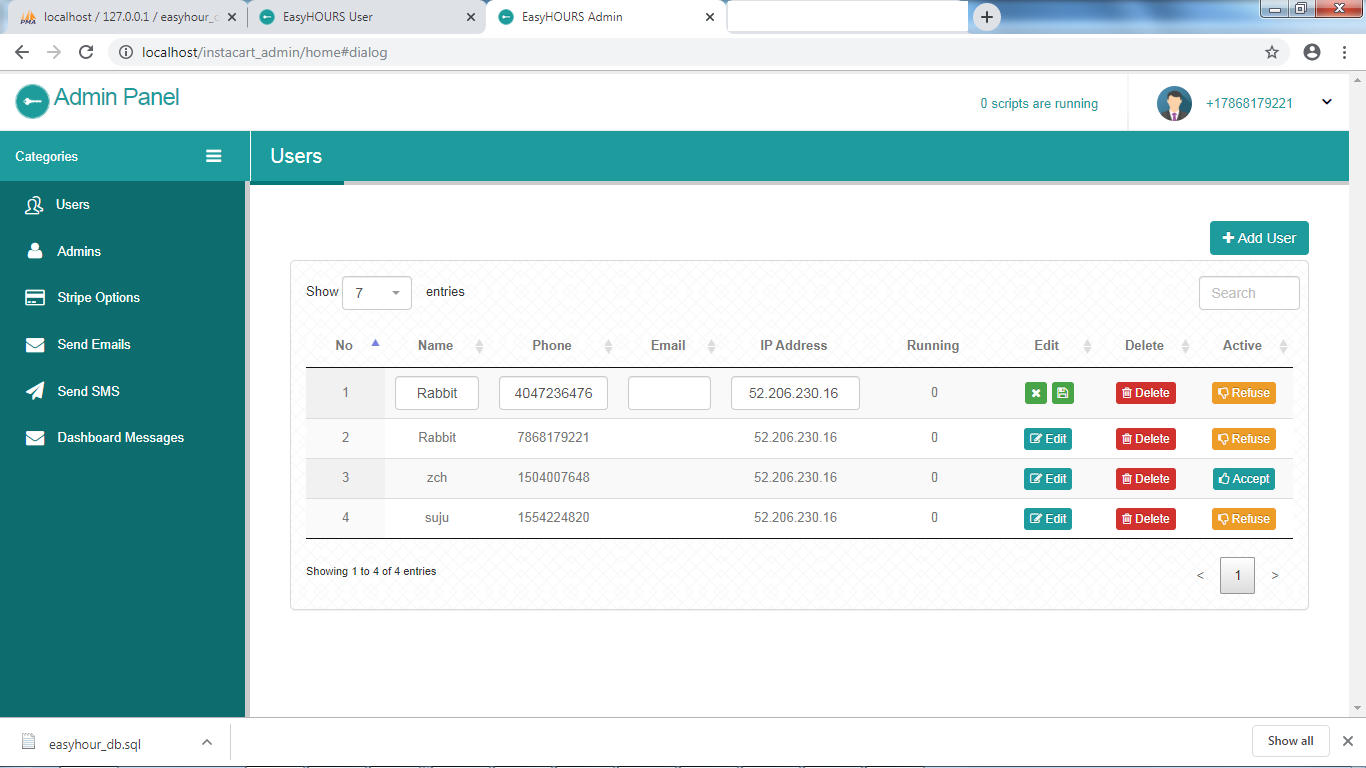 localhost / 127.0.0.1 / easyhour_
EasyHOURS User
EasyHOURS Admin
localhost/instacart_admin/home#dialog
Admin Panel
0 scripts are running
+17868179221
Categories
Users
Users
Admins
Stripe Options
Send Emails
Send SMS
Dashboard Messages
Add User
Show 7 entries
Search
No Name Phone Email IP Address Running Edit Delete Active
1 Rabbit 4047236476 52.206.230.16 0 Delete Refuse
2 Rabbit 7868179221 52.206.230.16 0 Edit Delete Refuse
3 zch 1504007648 52.206.230.16 0 Edit Delete Accept
4 suju 1554224820 52.206.230.16 0 Edit Delete Refuse
Showing 1 to 4 of 4 entries
< 1 >
easyhour_db.sql
Show all